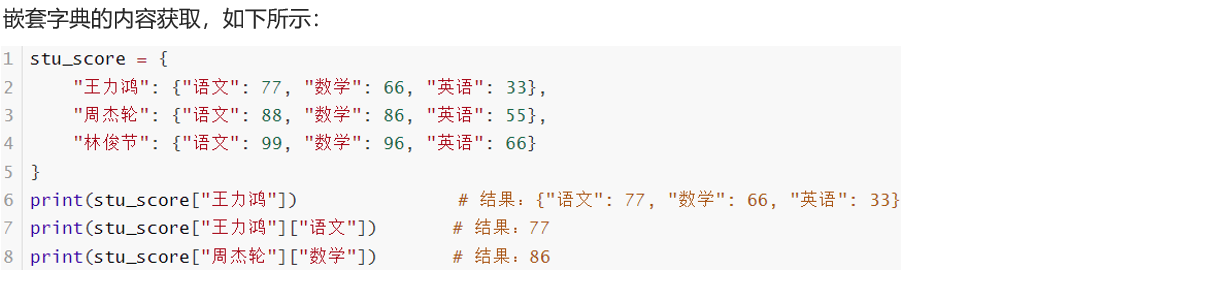 嵌套字典的内容获取，如下所示：
1 stu_score = {
2     "王力鸿": {"语文": 77, "数学": 66, "英语": 33},
3     "周杰轮": {"语文": 88, "数学": 86, "英语": 55},
4     "林俊节": {"语文": 99, "数学": 96, "英语": 66}
5 }
6 print(stu_score["王力鸿"])                # 结果：{"语文": 77, "数学": 66, "英语": 33}
7 print(stu_score["王力鸿"]["语文"])        # 结果：77
8 print(stu_score["周杰轮"]["数学"])        # 结果：86